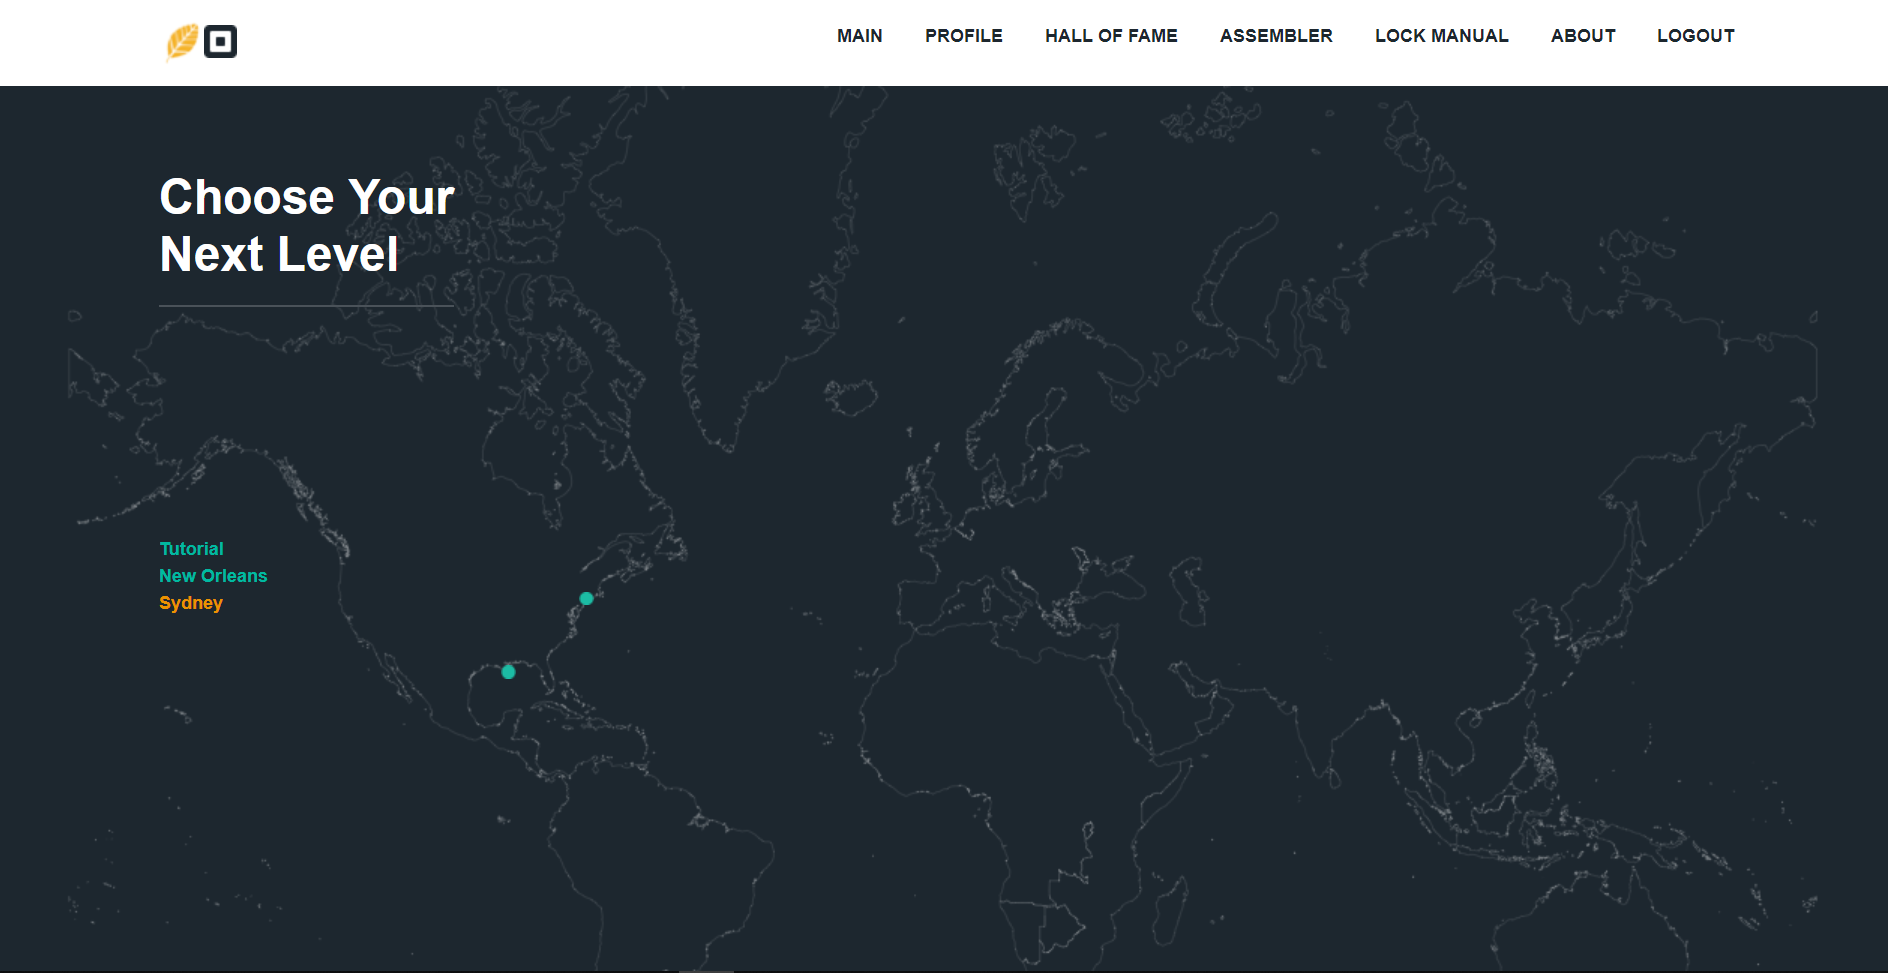 MAIN PROFILE HALL OF FAME ASSEMBLER LOCK MANUAL ABOUT LOGOUT
Choose Your
Next Level
Tutorial
New Orleans
Sydney